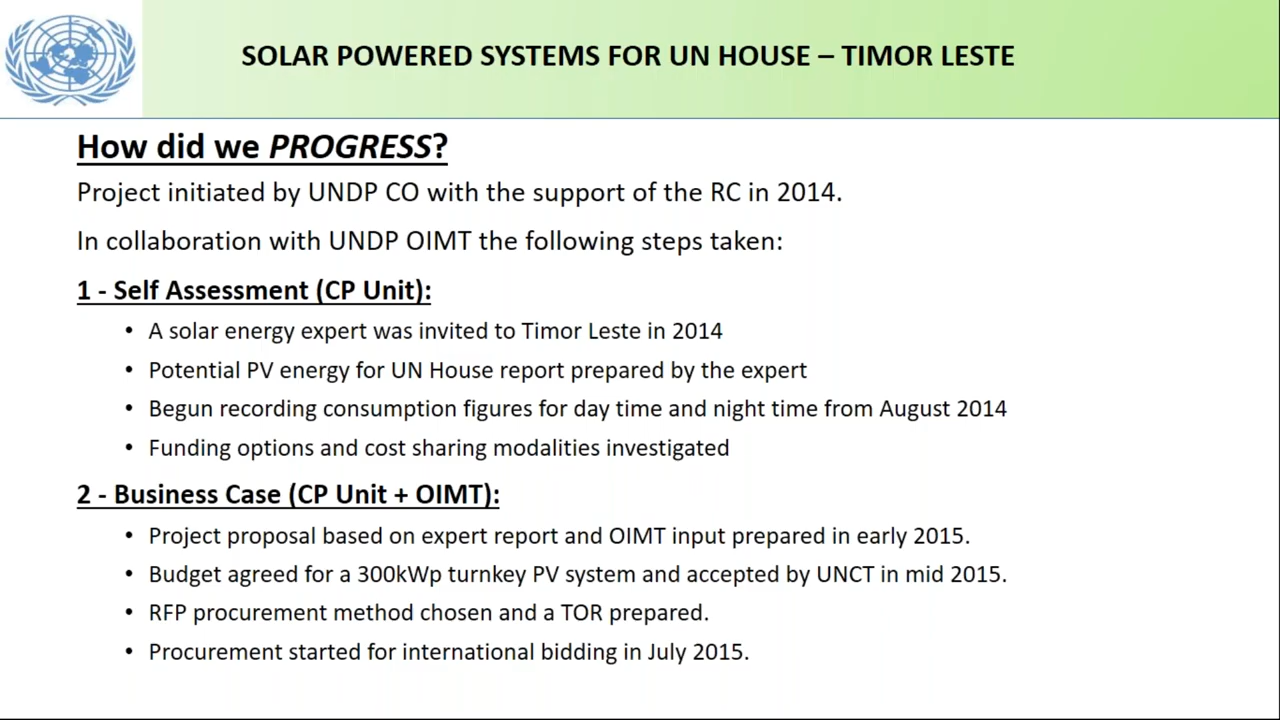 SOLAR POWERED SYSTEMS FOR UN HOUSE – TIMOR LESTE
How did we PROGRESS?
Project initiated by UNDP CO with the support of the RC in 2014.
In collaboration with UNDP OIMT the following steps taken:
1 - Self Assessment (CP Unit):
• A solar energy expert was invited to Timor Leste in 2014
• Potential PV energy for UN House report prepared by the expert
• Begun recording consumption figures for day time and night time from August 2014
• Funding options and cost sharing modalities investigated
2 - Business Case (CP Unit + OIMT):
• Project proposal based on expert report and OIMT input prepared in early 2015.
• Budget agreed for a 300kWp turnkey PV system and accepted by UNCT in mid 2015.
• RFP procurement method chosen and a TOR prepared.
• Procurement started for international bidding in July 2015.